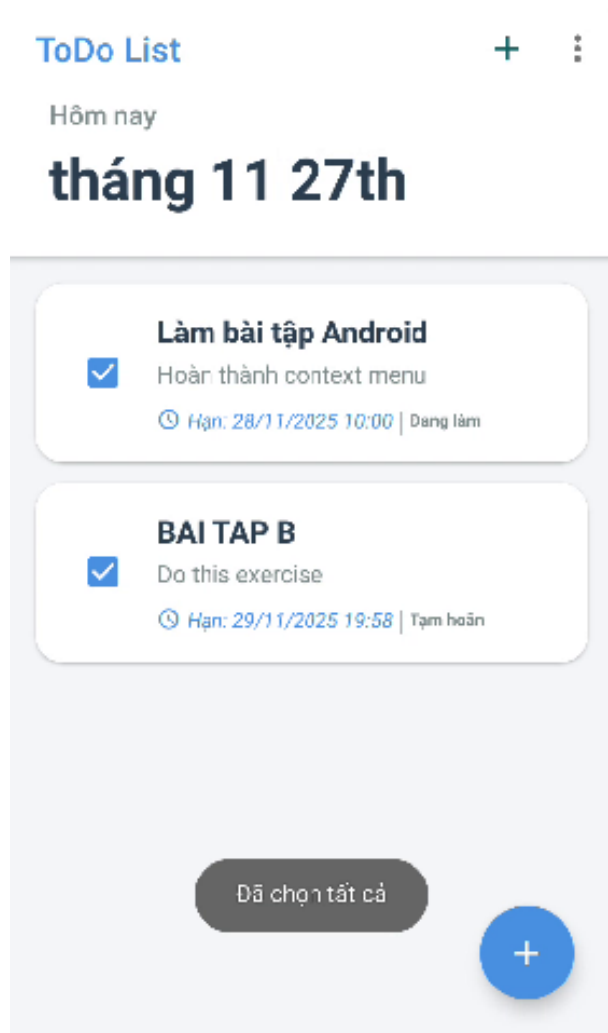 ToDo List
Hôm nay
tháng 11 27th
Làm bài tập Android
Hoàn thành context menu
Hạn: 28/11/2025 10:00 | Đang làm
BAI TAP B
Do this exercise
Hạn: 29/11/2025 19:58 | Tạm hoãn
Đã chọn tất cả